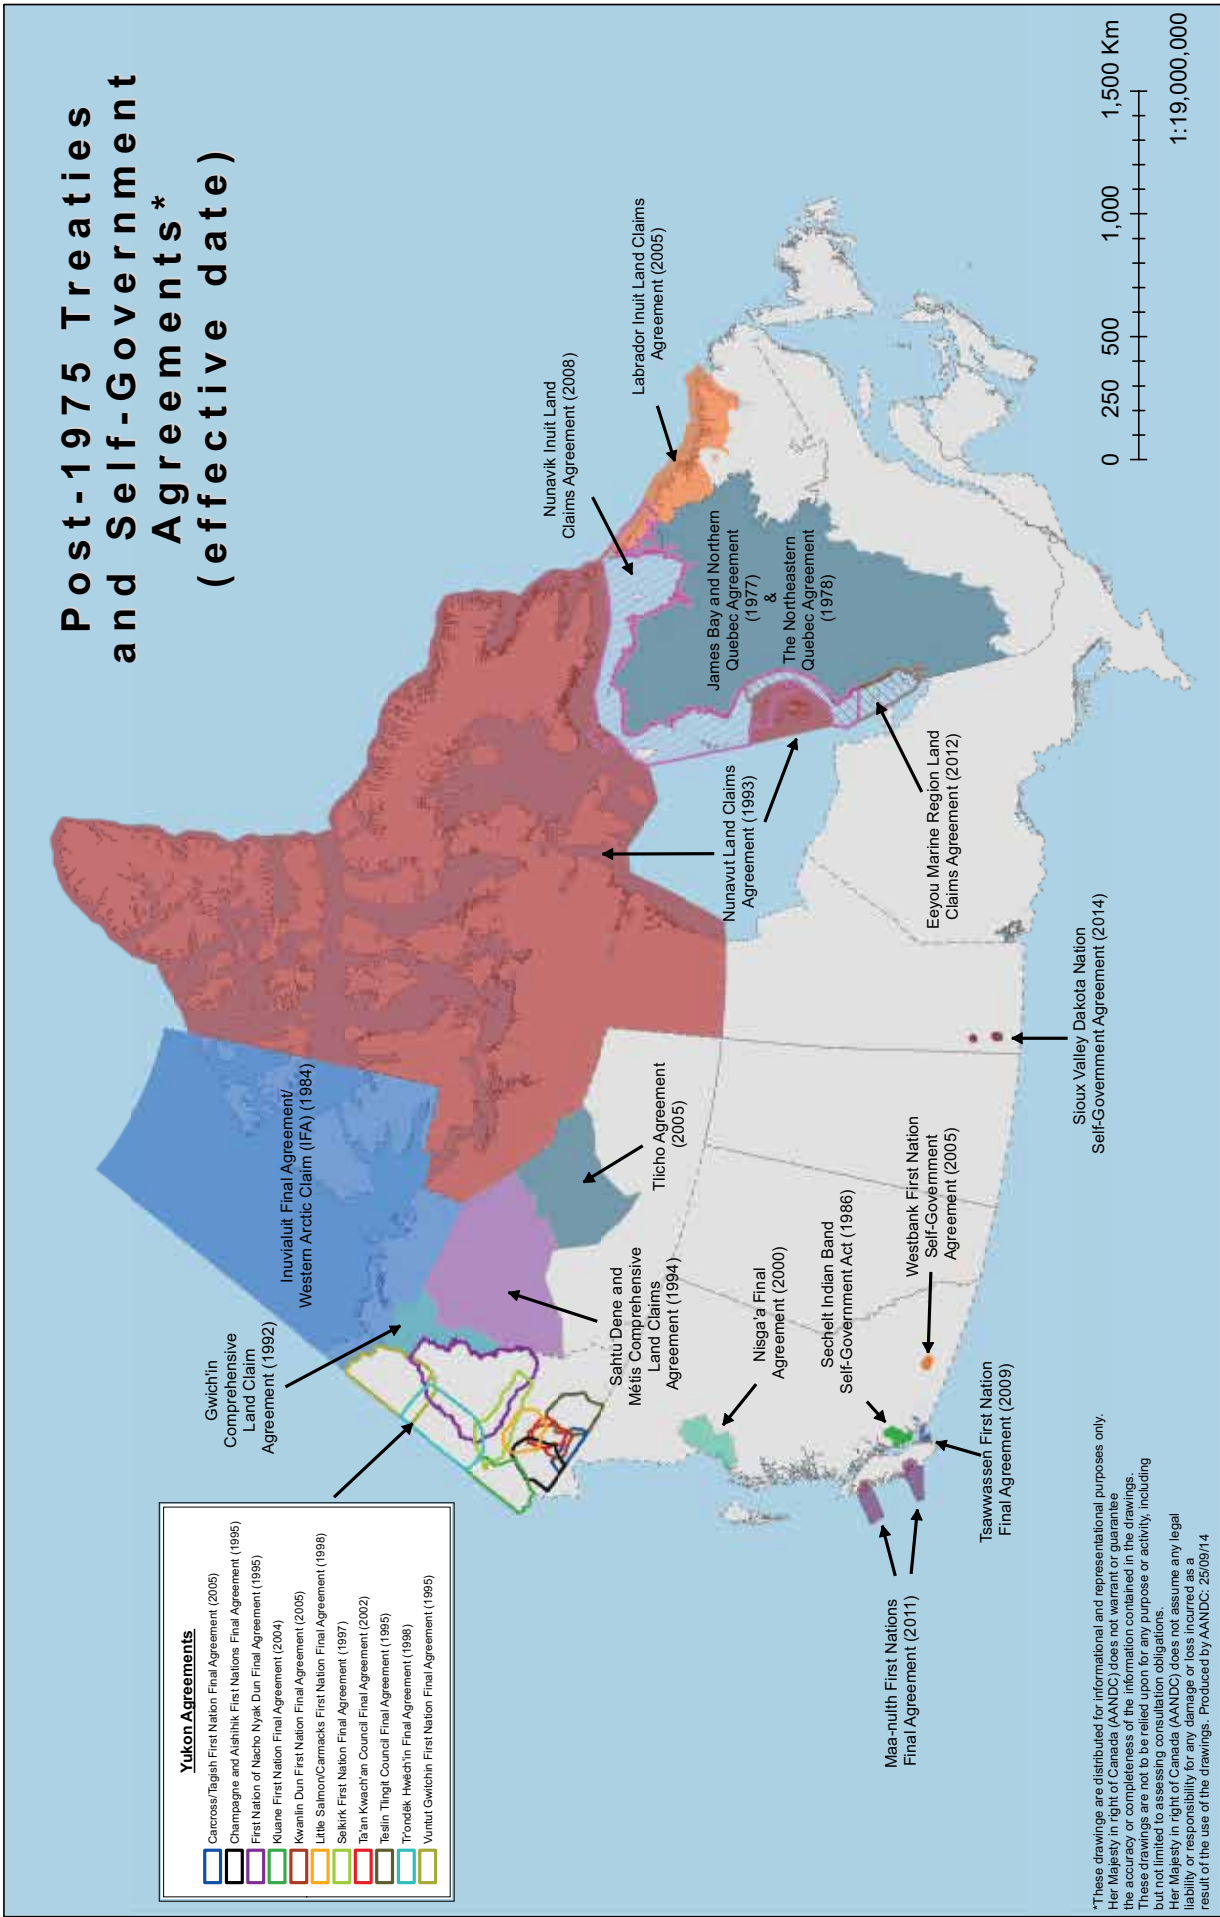 Post-1975 Treaties
and Self-Government
Agreements*
(effective date)
Yukon Agreements
Carcross/Tagish First Nation Final Agreement (2005)
Champagne and Aishihik First Nations Final Agreement (1995)
First Nation of Nacho Nyak Dun Final Agreement (1995)
Kluane First Nation Final Agreement (2004)
Kwanlin Dun First Nation Final Agreement (2005)
Little Salmon/Carmacks First Nation Final Agreement (1998)
Selkirk First Nation Final Agreement (1997)
Ta'an Kwach'an Council Final Agreement (2002)
Teslin Tlingit Council Final Agreement (1995)
Tr'ondëk Hwëch'in Final Agreement (1998)
Vuntut Gwitchin First Nation Final Agreement (1995)
Gwich'in
Comprehensive
Land Claim
Agreement (1992)
Inuvialuit Final Agreement/
Western Arctic Claim (IFA) (1984)
Nunavik Inuit Land
Claims Agreement (2008)
Labrador Inuit Land Claims
Agreement (2005)
James Bay and Northern
Quebec Agreement
(1977)
&
The Northeastern
Quebec Agreement
(1978)
Sahtu Dene and
Métis Comprehensive
Land Claims
Agreement (1994)
Tlicho Agreement
(2005)
Nunavut Land Claims
Agreement (1993)
Eeyou Marine Region Land
Claims Agreement (2012)
Nisga'a Final
Agreement (2000)
Sechelt Indian Band
Self-Government Act (1986)
Westbank First Nation
Self-Government
Agreement (2005)
Sioux Valley Dakota Nation
Self-Government Agreement (2014)
Maa-nulth First Nations
Final Agreement (2011)
Tsawwassen First Nation
Final Agreement (2009)
0 250 500 1,000 1,500 Km
1:19,000,000
*These drawings are distributed for informational and representational purposes only.
Her Majesty in right of Canada (AANDC) does not warrant or guarantee
the accuracy or completeness of the information contained in the drawings.
These drawings are not to be relied upon for any purpose or activity, including
but not limited to assessing consultation obligations.
Her Majesty in right of Canada (AANDC) does not assume any legal
liability or responsibility for any damage or loss incurred as a
result of the use of the drawings. Produced by AANDC: 25/09/14